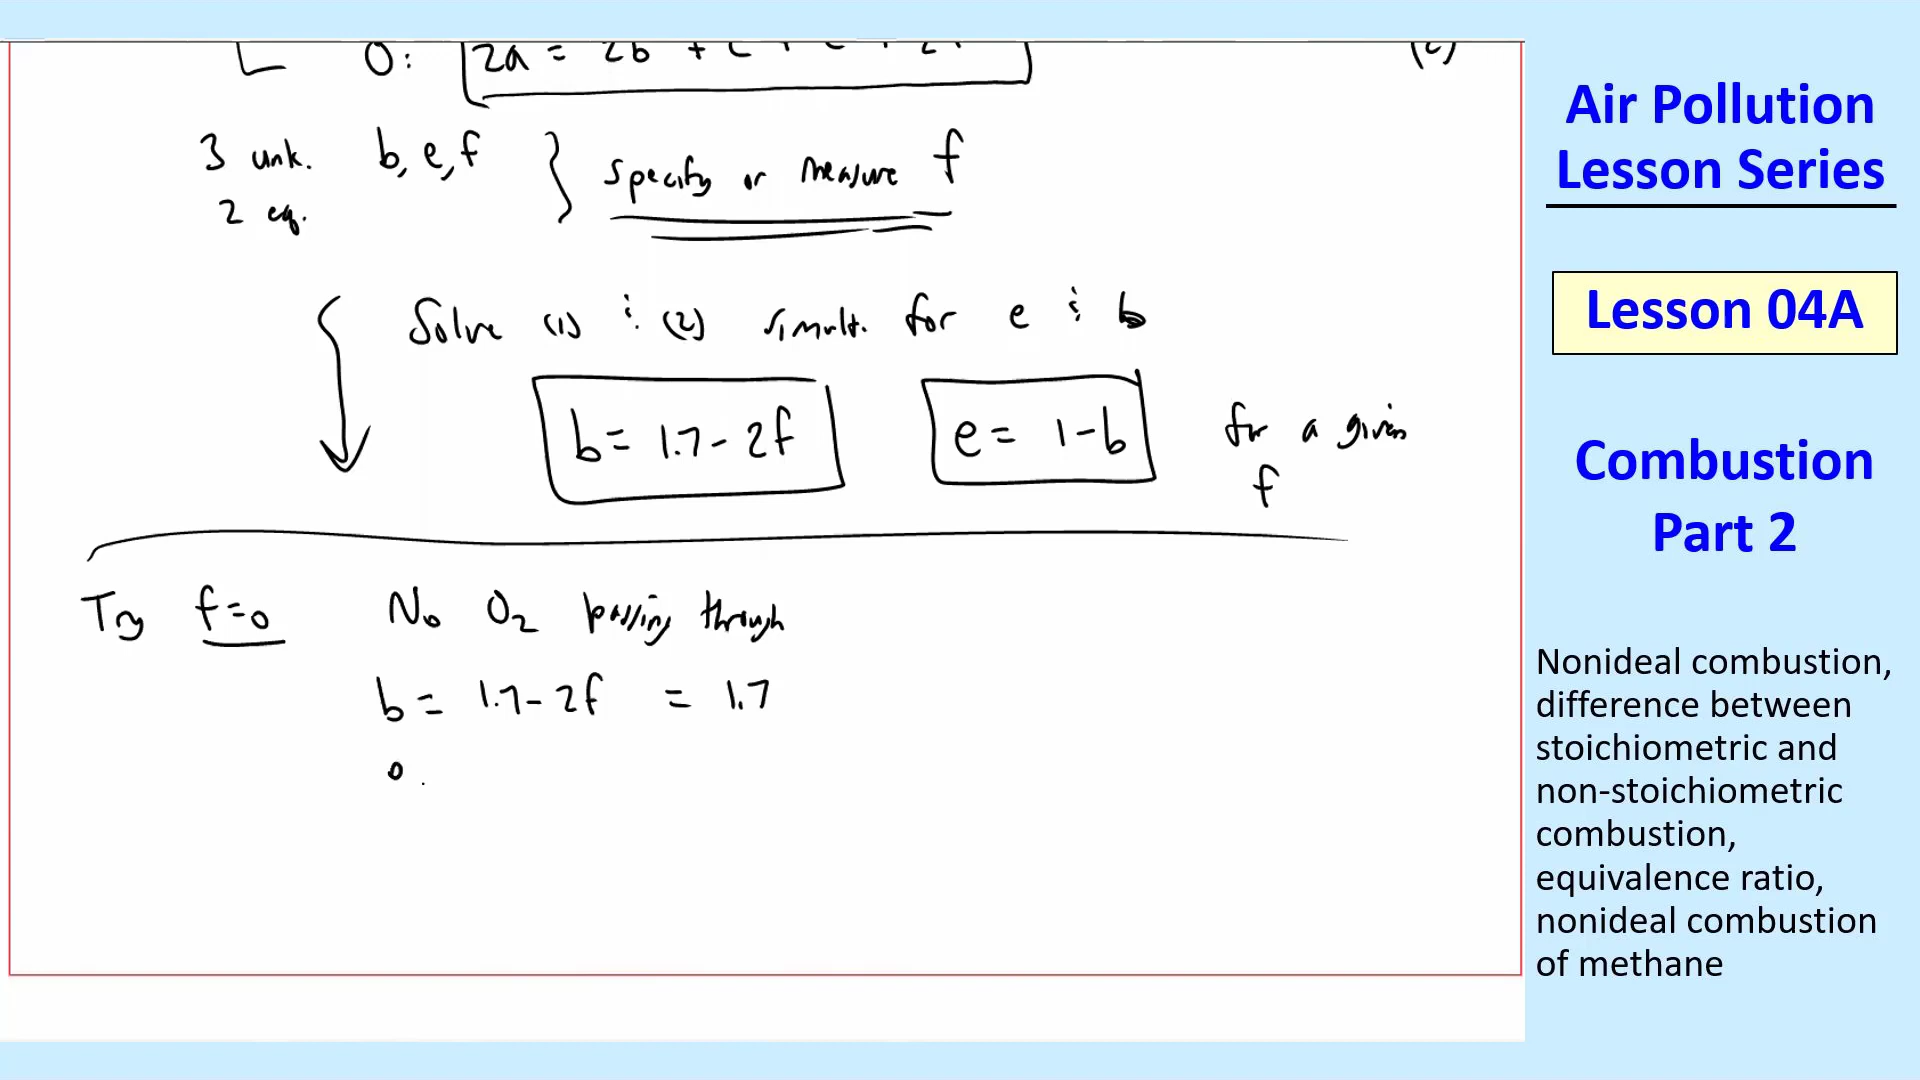 O: 2a = 2b + c + e + 2f
(2)
3 unk. b, e, f } specify or measure f
2 eq.
Solve (1) & (2) simult. for e & b
b = 1.7 - 2f
e = 1 - b
for a given
f
Try f=0 No O2 passing through
b = 1.7 - 2f = 1.7
Air Pollution
Lesson Series
Lesson 04A
Combustion
Part 2
Nonideal combustion,
difference between
stoichiometric and
non-stoichiometric
combustion,
equivalence ratio,
nonideal combustion
of methane